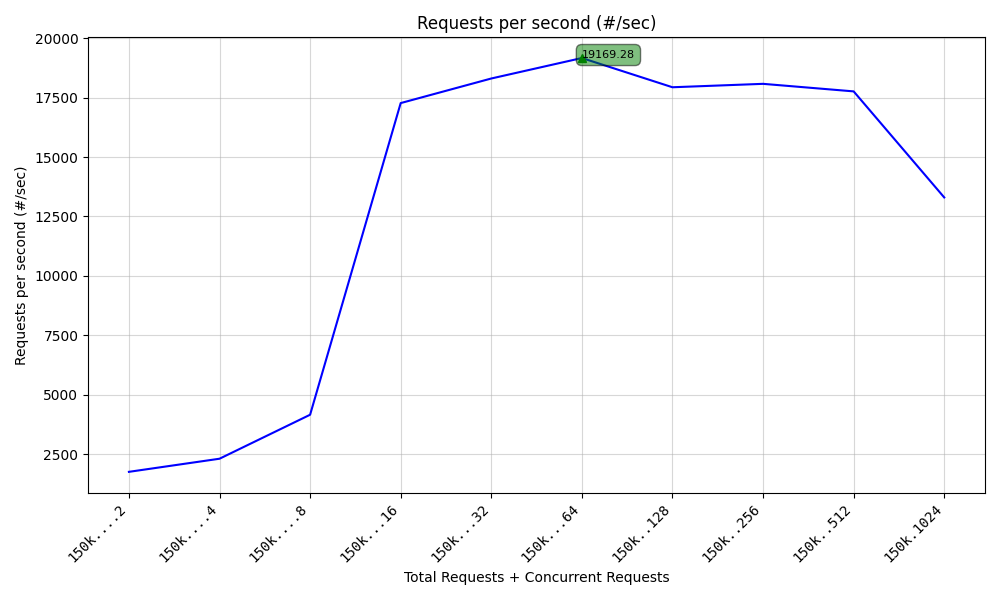 Requests per second (#/sec)
20000
19169.28
17500
15000
12500
10000
7500
5000
2500
Requests per second (#/sec)
150k....2
150k....4
150k....8
150k...16
150k...32
150k...64
150k..128
150k..256
150k..512
150k.1024
Total Requests + Concurrent Requests